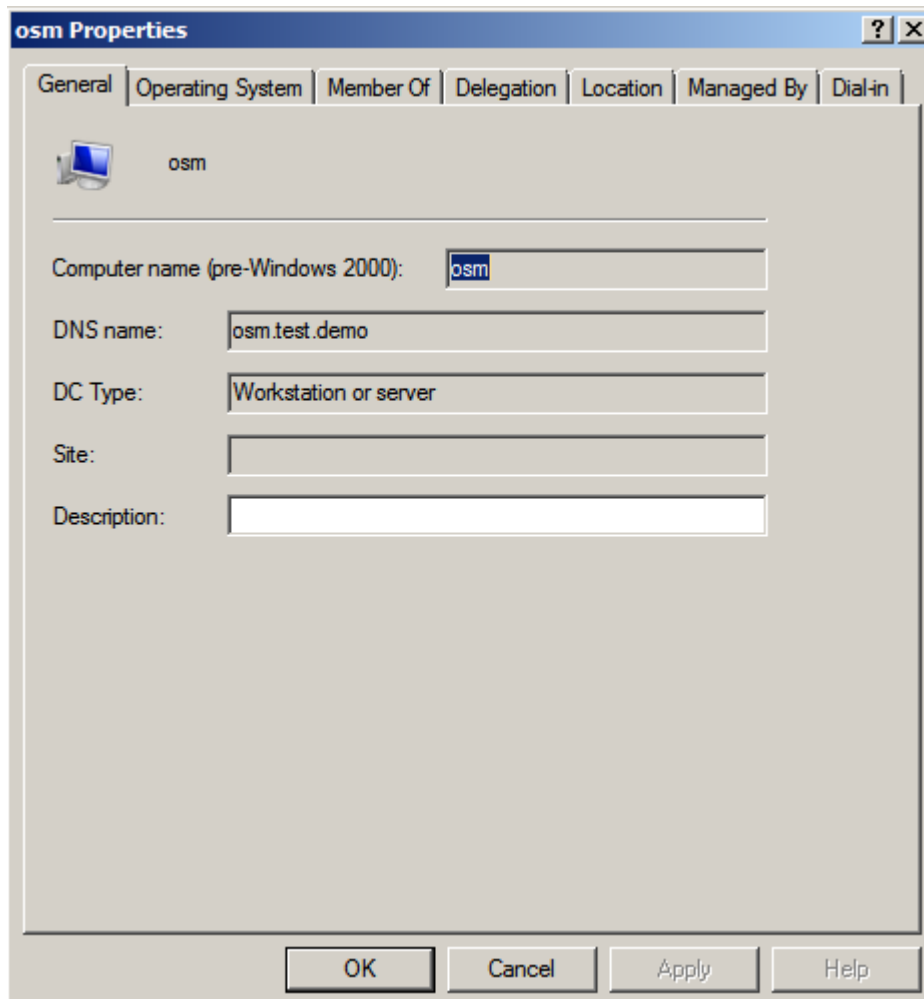 osm Properties
General Operating System Member Of Delegation Location Managed By Dial-in
osm
Computer name (pre-Windows 2000): osm
DNS name: osm.test.demo
DC Type: Workstation or server
Site:
Description:
OK Cancel Apply Help